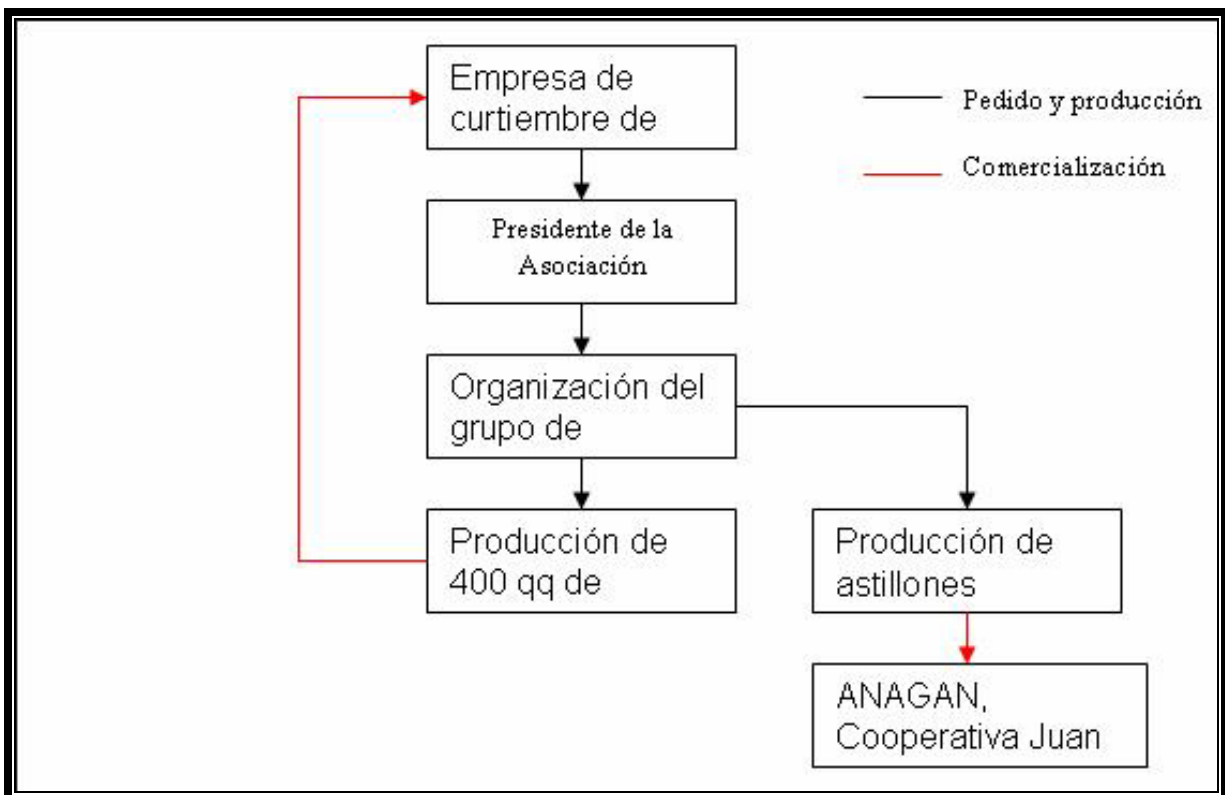 Empresa de
curtiembre de
Pedido y producción
Comercialización
Presidente de la
Asociación
Organización del
grupo de
Producción de
400 qq de
Producción de
astillones
ANAGAN,
Cooperativa Juan